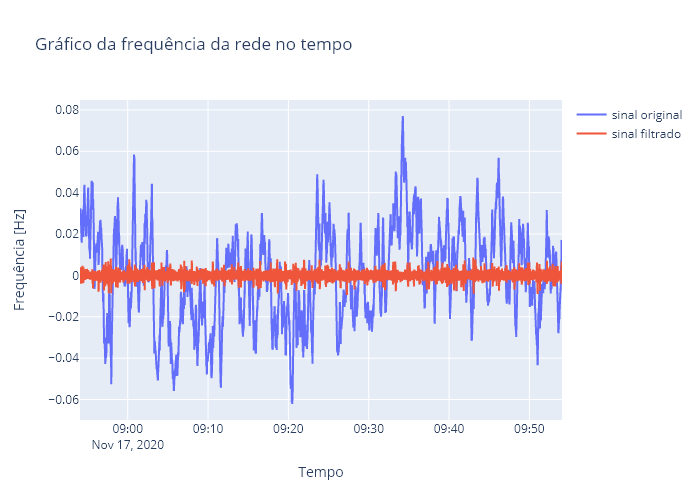 Gráfico da frequência da rede no tempo
sinal original
sinal filtrado
Frequência [Hz]
0.08
0.06
0.04
0.02
0
−0.02
−0.04
−0.06
09:00 09:10 09:20 09:30 09:40 09:50
Nov 17, 2020
Tempo